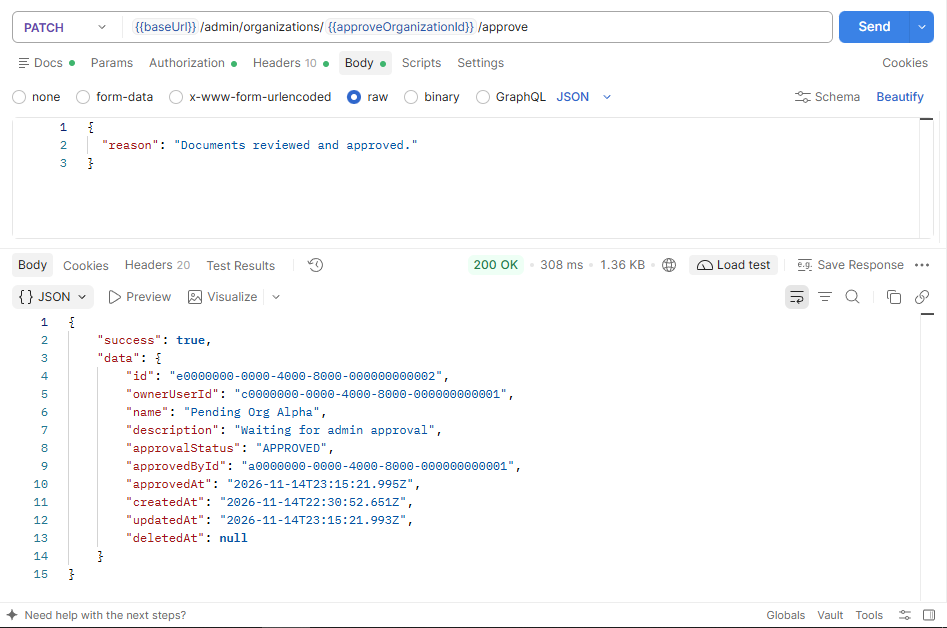 PATCH {{baseUrl}} /admin/organizations/ {{approveOrganizationId}} /approve Send
Docs Params Authorization Headers 10 Body Scripts Settings Cookies
none form-data x-www-form-urlencoded raw binary GraphQL JSON Schema Beautify
1 {
2 "reason": "Documents reviewed and approved."
3 }
Body Cookies Headers 20 Test Results 200 OK • 308 ms • 1.36 KB • Load test e.g. Save Response
{} JSON Preview Visualize
1 {
2 "success": true,
3 "data": {
4 "id": "e0000000-0000-4000-8000-000000000002",
5 "ownerUserId": "c0000000-0000-4000-8000-000000000001",
6 "name": "Pending Org Alpha",
7 "description": "Waiting for admin approval",
8 "approvalStatus": "APPROVED",
9 "approvedById": "a0000000-0000-4000-8000-000000000001",
10 "approvedAt": "2026-11-14T23:15:21.995Z",
11 "createdAt": "2026-11-14T22:30:52.651Z",
12 "updatedAt": "2026-11-14T23:15:21.993Z",
13 "deletedAt": null
14 }
15 }
Need help with the next steps? Globals Vault Tools